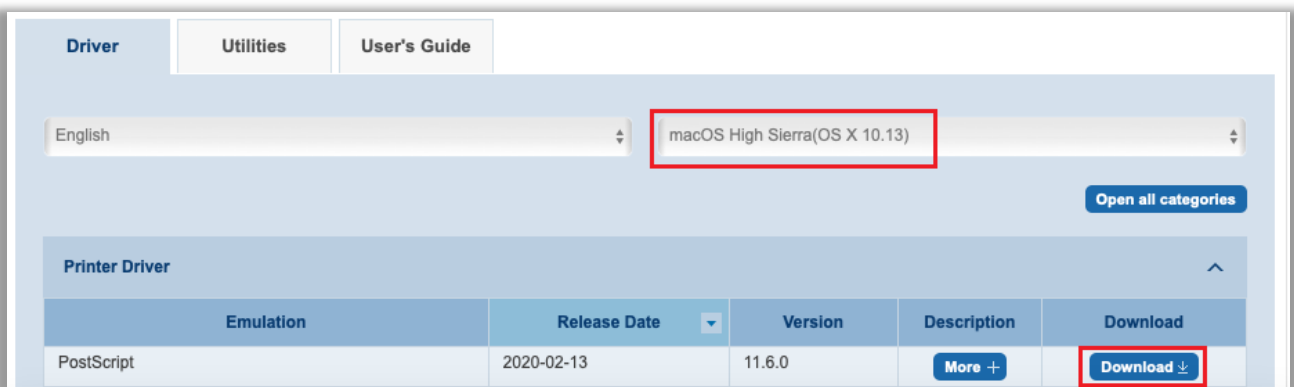 Driver Utilities User's Guide
English macOS High Sierra(OS X 10.13)
Open all categories
Printer Driver
Emulation Release Date Version Description Download
PostScript 2020-02-13 11.6.0 More + Download